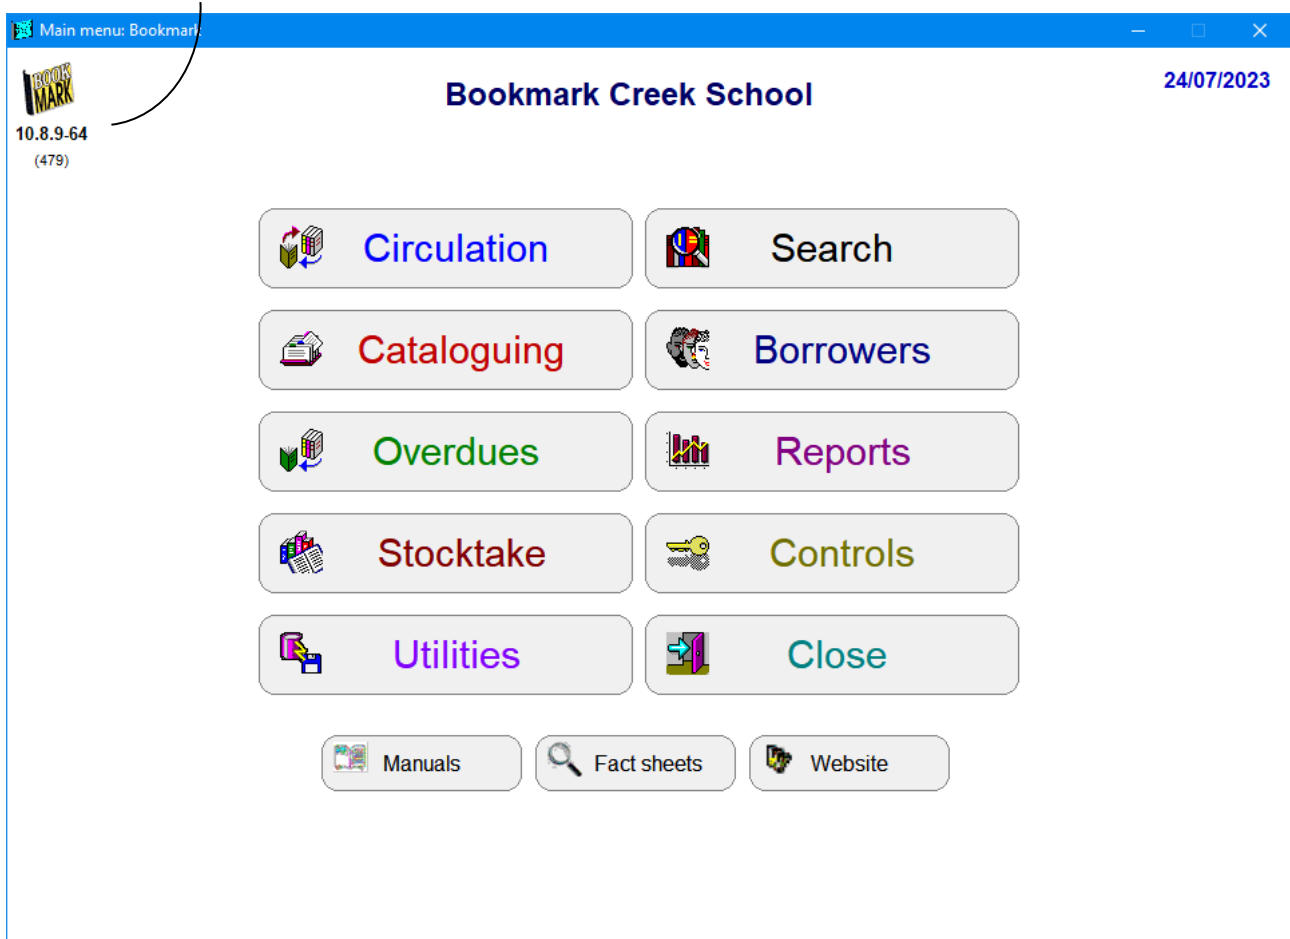 Main menu: Bookmark
BOOK
MARK
10.8.9-64
(479)
Bookmark Creek School
24/07/2023
Circulation
Search
Cataloguing
Borrowers
Overdues
Reports
Stocktake
Controls
Utilities
Close
Manuals
Fact sheets
Website